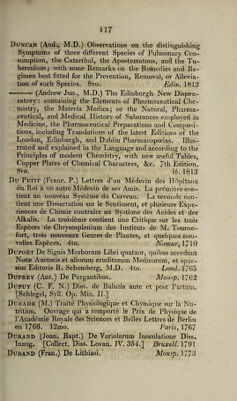 117
Duncan (And., M.D.) Observations on the distinguishing
Symptoms of three different Species of Pulmonary Con-
sumption, the Catarrhal, the Apostematous, and the Tu-
berculous; with some Remarks on the Remedies and Re-
gimen best fitted for the Prevention, Removal, or Allevia-
tion of each Species. 8vo. Edin. 1813
—— (Andrew Jun., M.D.) The Edinburgh New Dispen-
satory: containing the Elements of Pharmaceutical Che-
mistry, the Materia Medica; or the Natural, Pharma-
ceutical, and Medical History of Substances employed in
Medicine, the Pharmaceutical Preparations and Composi-
tions, including Translations of the latest Editions of the
London, Edinburgh, and Dublin Pharmacopœias. Illus-
trated and explained in the Language and according to the
Principles of modern Chemistry, with new useful Tables,
Copper Plates of Chemical Characters, &c. 7th Edition.
8vo. ib. 1813
Du Petit (Franc. P.) Lettres d'un Médecin des Hôpitaux
du Roi à un autre Médecin de ses Amis. La première con-
tient un nouveau Système du Cerveau. La seconde con-
tient une Dissertation sur le Sentiment, et plusieurs Expe-
riences de Chimie contraire au Système des Acides et des
Alkalis. La troisième contient une Critique sur les trois
Espèces de Chrysosplenium des Instituts de M. Tourne-
fort, trois nouveaux Genres de Plantes, et quelques nou-
velles Espèces. 4to. Namur, 1710
Duport De Signis Morborum Libri quatuor, quibus accedunt
Notæ Auctoris et aliorum eruditorum Medicorum, et quæ-
sim Editoris R. Schomberg, M.D. 4to. Lond. 1765
Dupret (Ant.) De Purgantibus. Monsp. 1762
Dupuy (C. F. N.) Diss. de Balneis ante et post Partum.
[Schlegel, Syll. Op. Min. II.]
Durade (M.) Traité Physiologique et Chymique sur la Nu-
trition. Ouvrage qui a remporté le Prix de Physique de
l'Académie Royale des Sciences et Belles Lettres de Berlin
en 1766. 12mo. Paris, 1767
Durand (Joan. Bapt.) De Variolarum Inoculatione Diss.
Inaug. [Collect. Diss. Lovan. IV. 354.] Bruxell. 1791
Durand (Fran.) De Lithiasi. Monsp. 1773